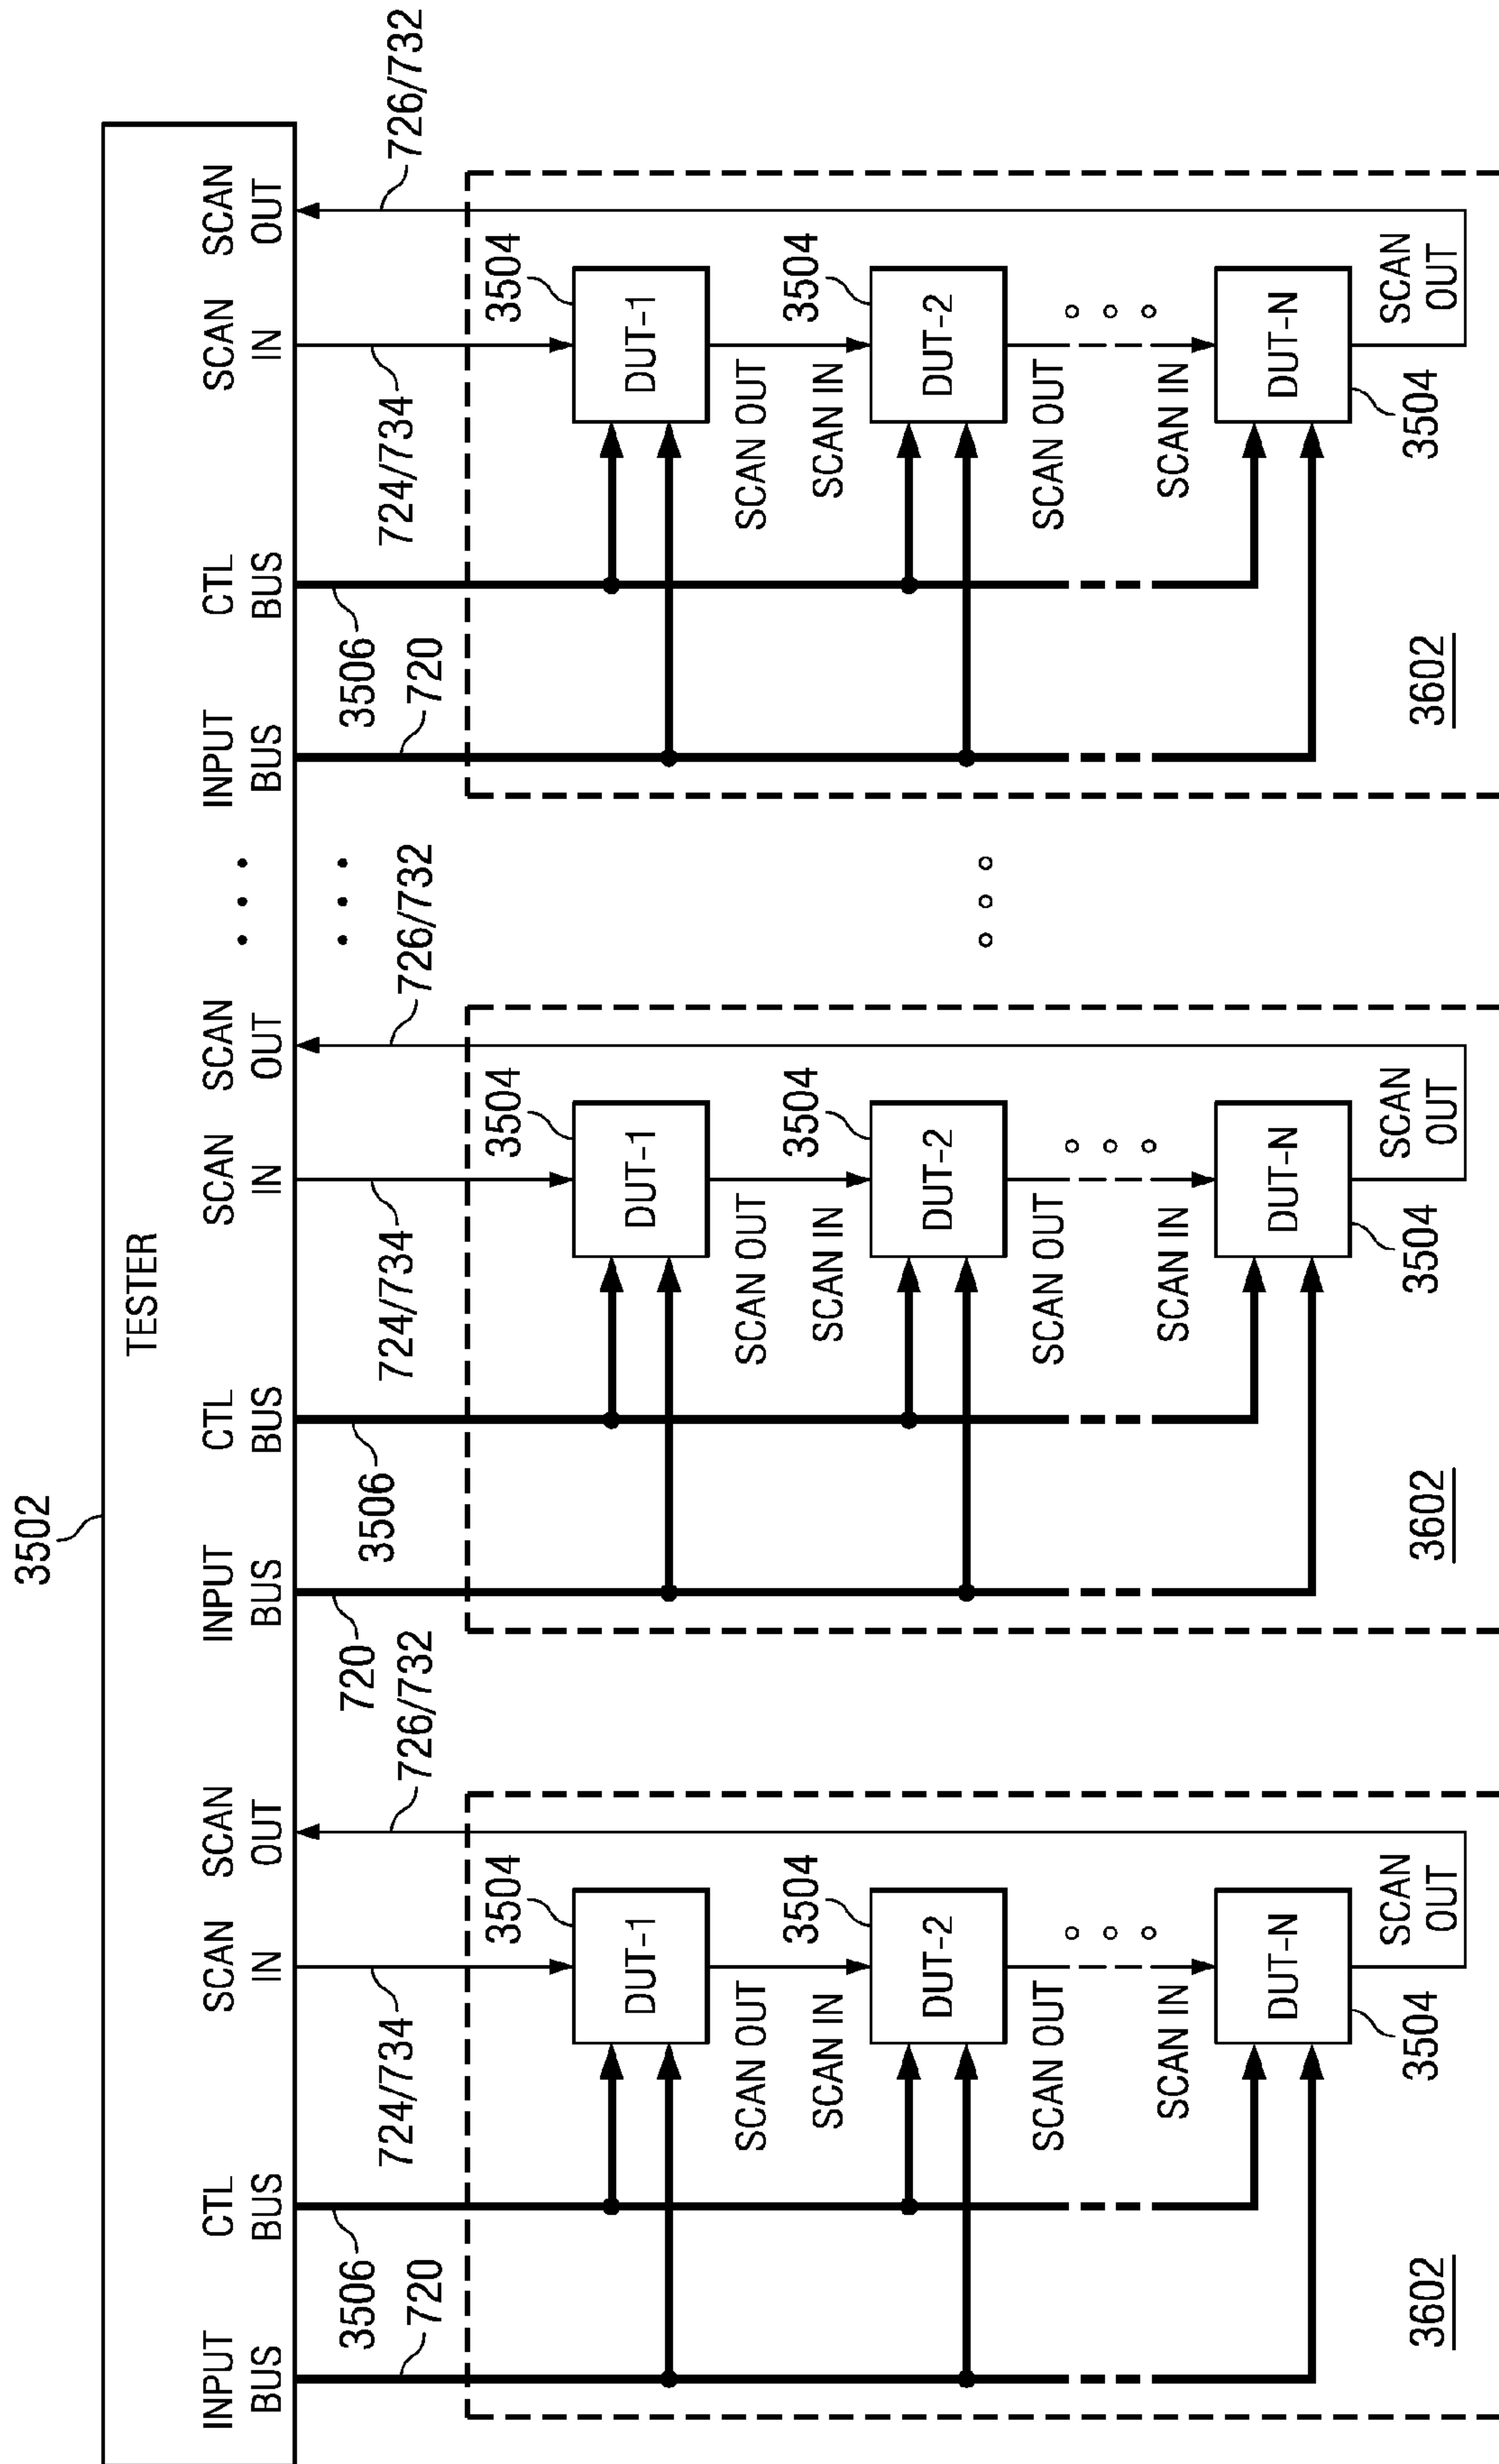 3502
TESTER
INPUT BUS
CTL BUS
SCAN IN
SCAN OUT
INPUT BUS
CTL BUS
SCAN IN
SCAN OUT
INPUT BUS
CTL BUS
SCAN IN
SCAN OUT
3506
720
724/734
726/732
3504
DUT-1
SCAN OUT
SCAN IN
3504
DUT-2
SCAN OUT
SCAN IN
DUT-N
3504
SCAN
OUT
3602
720
3506
724/734
726/732
3504
DUT-1
SCAN OUT
SCAN IN
3504
DUT-2
SCAN OUT
SCAN IN
DUT-N
3504
SCAN
OUT
3602
3506
720
724/734
726/732
3504
DUT-1
SCAN OUT
SCAN IN
3504
DUT-2
SCAN OUT
SCAN IN
DUT-N
3504
SCAN
OUT
3602